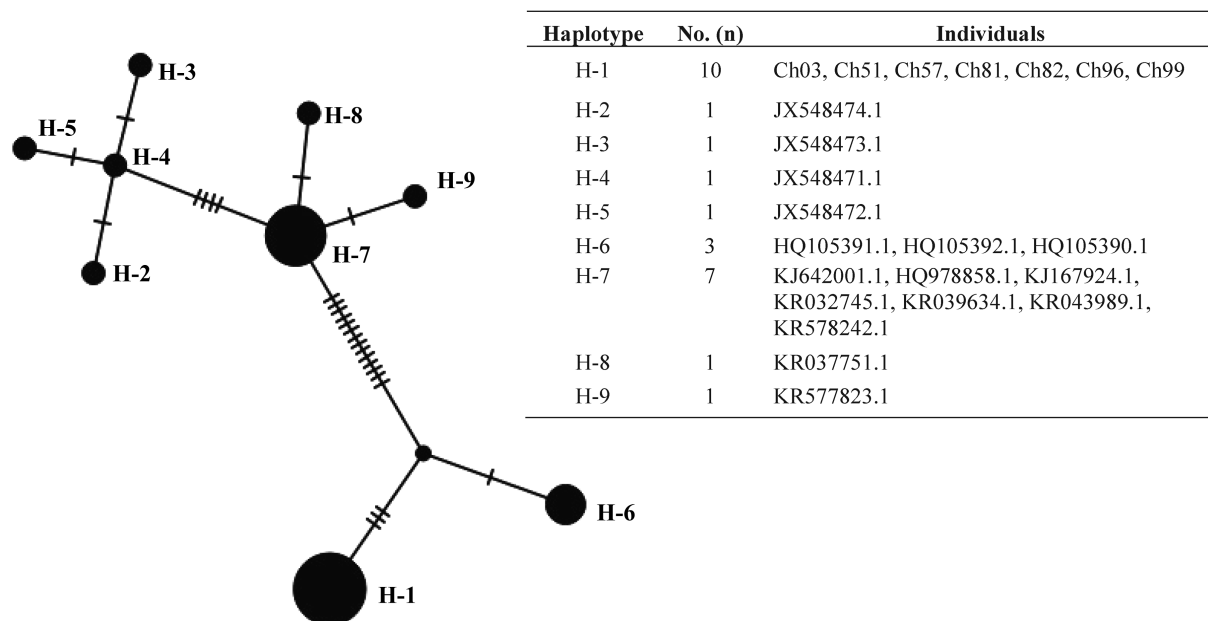 H-3
H-5
H-4
H-8
H-9
H-7
H-2
H-6
H-1
Haplotype No. (n) Individuals
H-1 10 Ch03, Ch51, Ch57, Ch81, Ch82, Ch96, Ch99
H-2 1 JX548474.1
H-3 1 JX548473.1
H-4 1 JX548471.1
H-5 1 JX548472.1
H-6 3 HQ105391.1, HQ105392.1, HQ105390.1
H-7 7 KJ642001.1, HQ978858.1, KJ167924.1,
KR032745.1, KR039634.1, KR043989.1,
KR578242.1
H-8 1 KR037751.1
H-9 1 KR577823.1